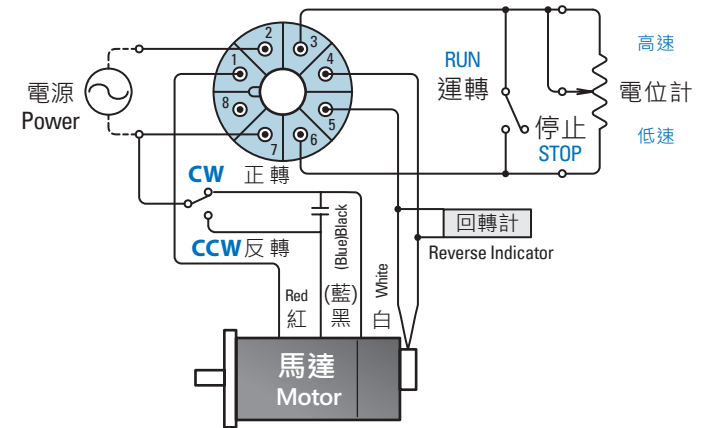 2
3
1
4
8
5
7
6
電源
Power
RUN
運轉
停止
STOP
高速
電位計
低速
CW 正 轉
CCW反 轉
回轉計
Reverse Indicator
Red
紅
(Blue)Black
(藍)
黑
White
白
馬達
Motor